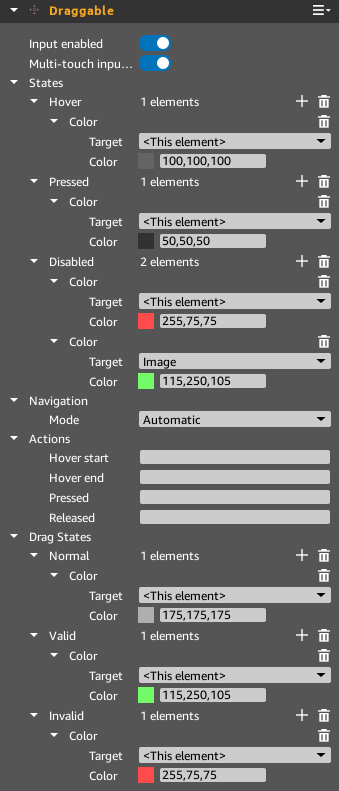 Draggable
Input enabled
Multi-touch inpu...
States
Hover 1 elements
Color
Target <This element>
Color 100,100,100
Pressed 1 elements
Color
Target <This element>
Color 50,50,50
Disabled 2 elements
Color
Target <This element>
Color 255,75,75
Color
Target Image
Color 115,250,105
Navigation
Mode Automatic
Actions
Hover start
Hover end
Pressed
Released
Drag States
Normal 1 elements
Color
Target <This element>
Color 175,175,175
Valid 1 elements
Color
Target <This element>
Color 115,250,105
Invalid 1 elements
Color
Target <This element>
Color 255,75,75